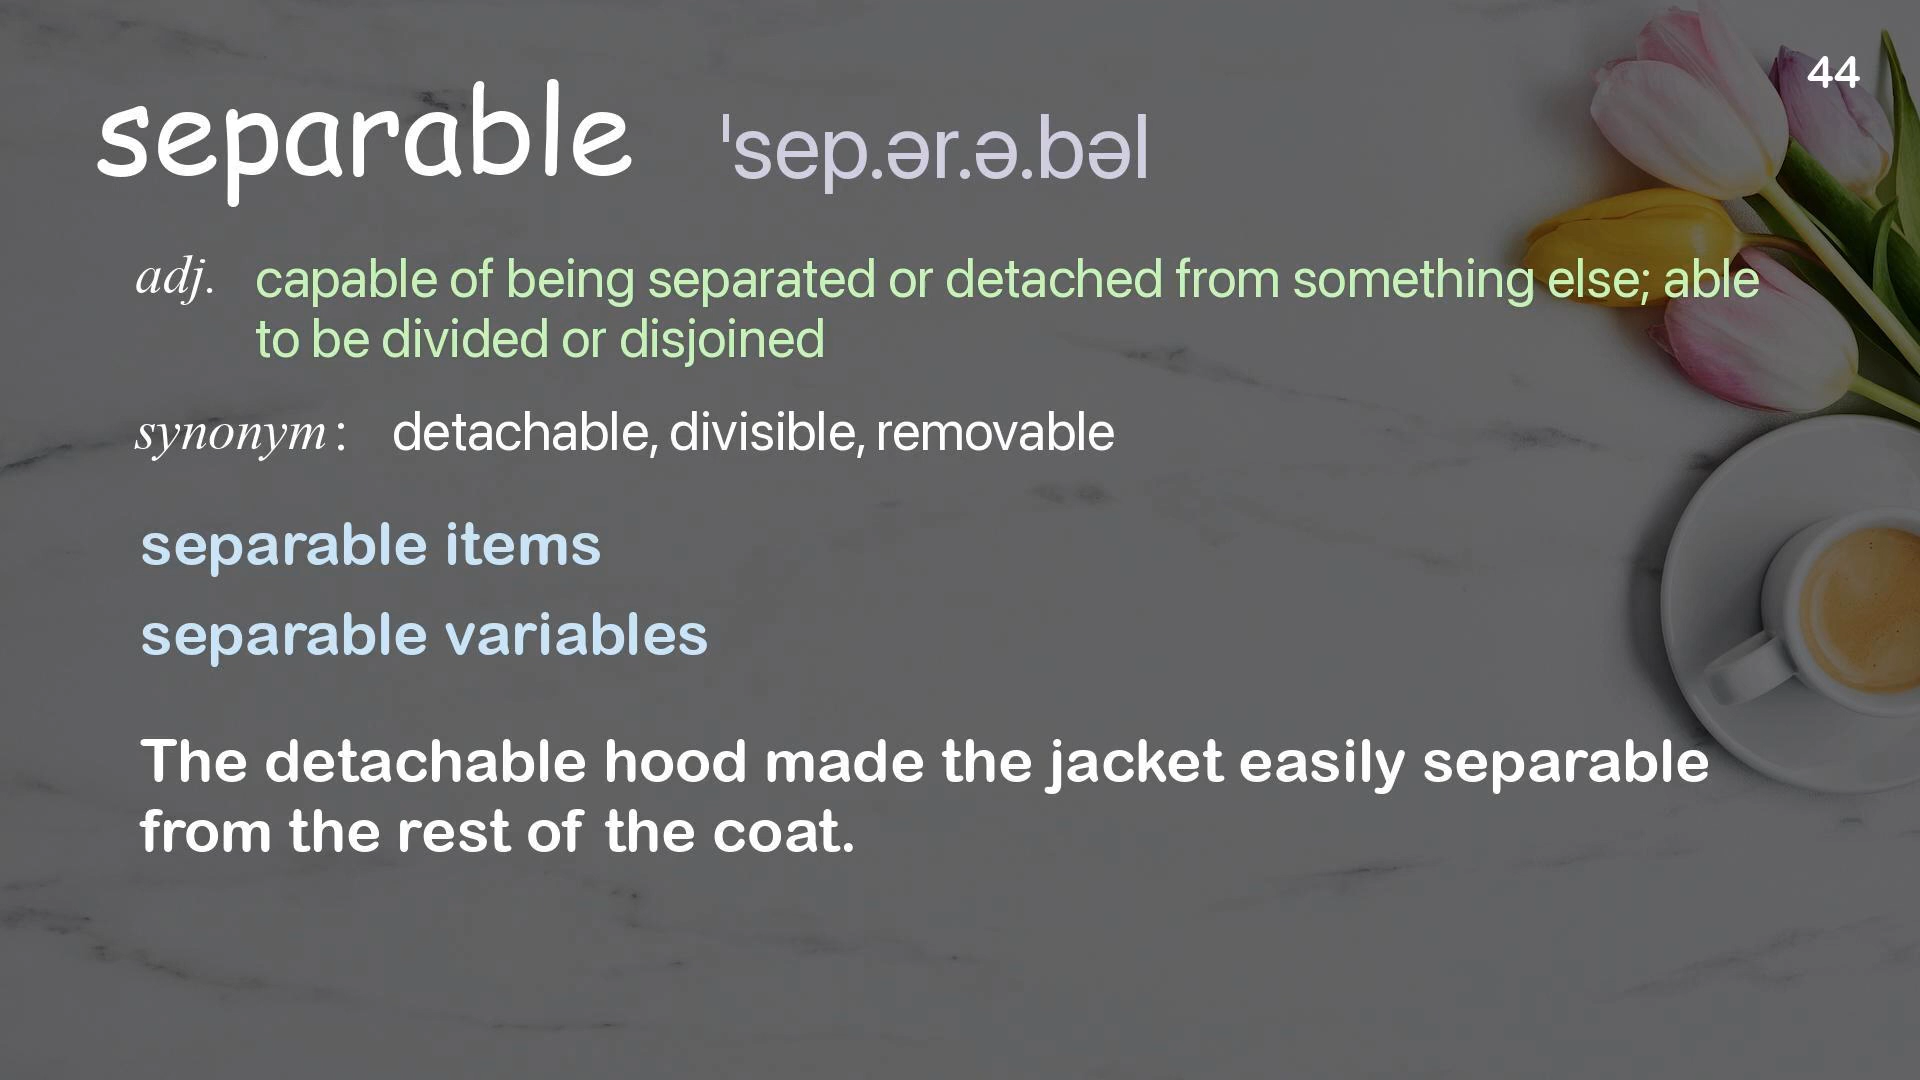 44
separable ˈsep.ər.ə.bəl
adj. capable of being separated or detached from something else; able
to be divided or disjoined
synonym: detachable, divisible, removable
separable items
separable variables
The detachable hood made the jacket easily separable
from the rest of the coat.